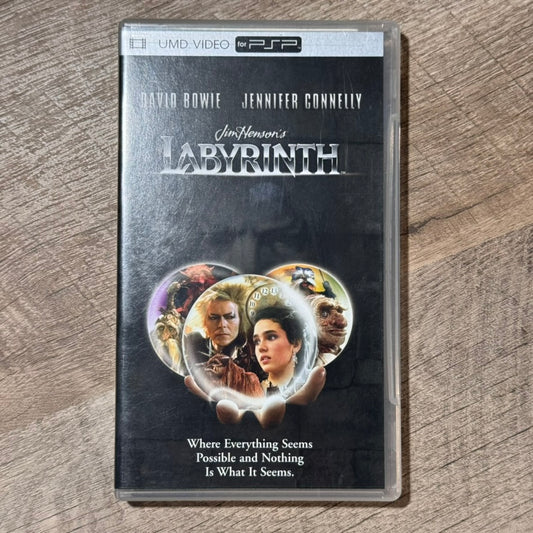 UMD VIDEO for PSP
DAVID BOWIE JENNIFER CONNELLY
Jim Henson's
LABYRINTH
Where Everything Seems
Possible and Nothing
Is What It Seems.